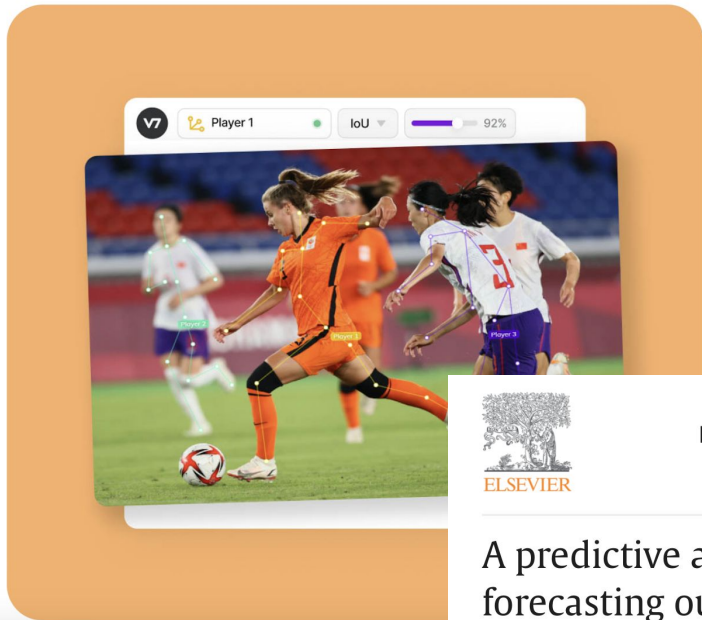 V7
Player 1
IoU
92%
Player 2
Player 1
Player 3
3
ELSEVIER
A predictive a
forecasting ou